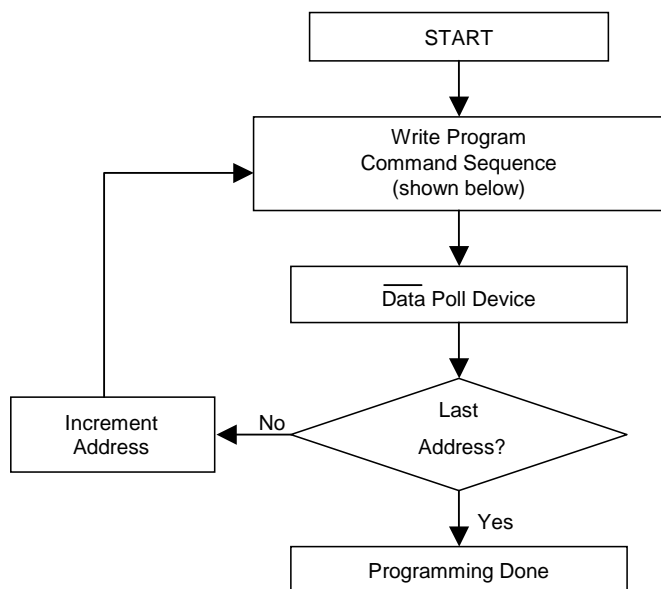 START
Write Program
Command Sequence
(shown below)
Data Poll Device
Increment
Address
No
Last
Address?
Yes
Programming Done